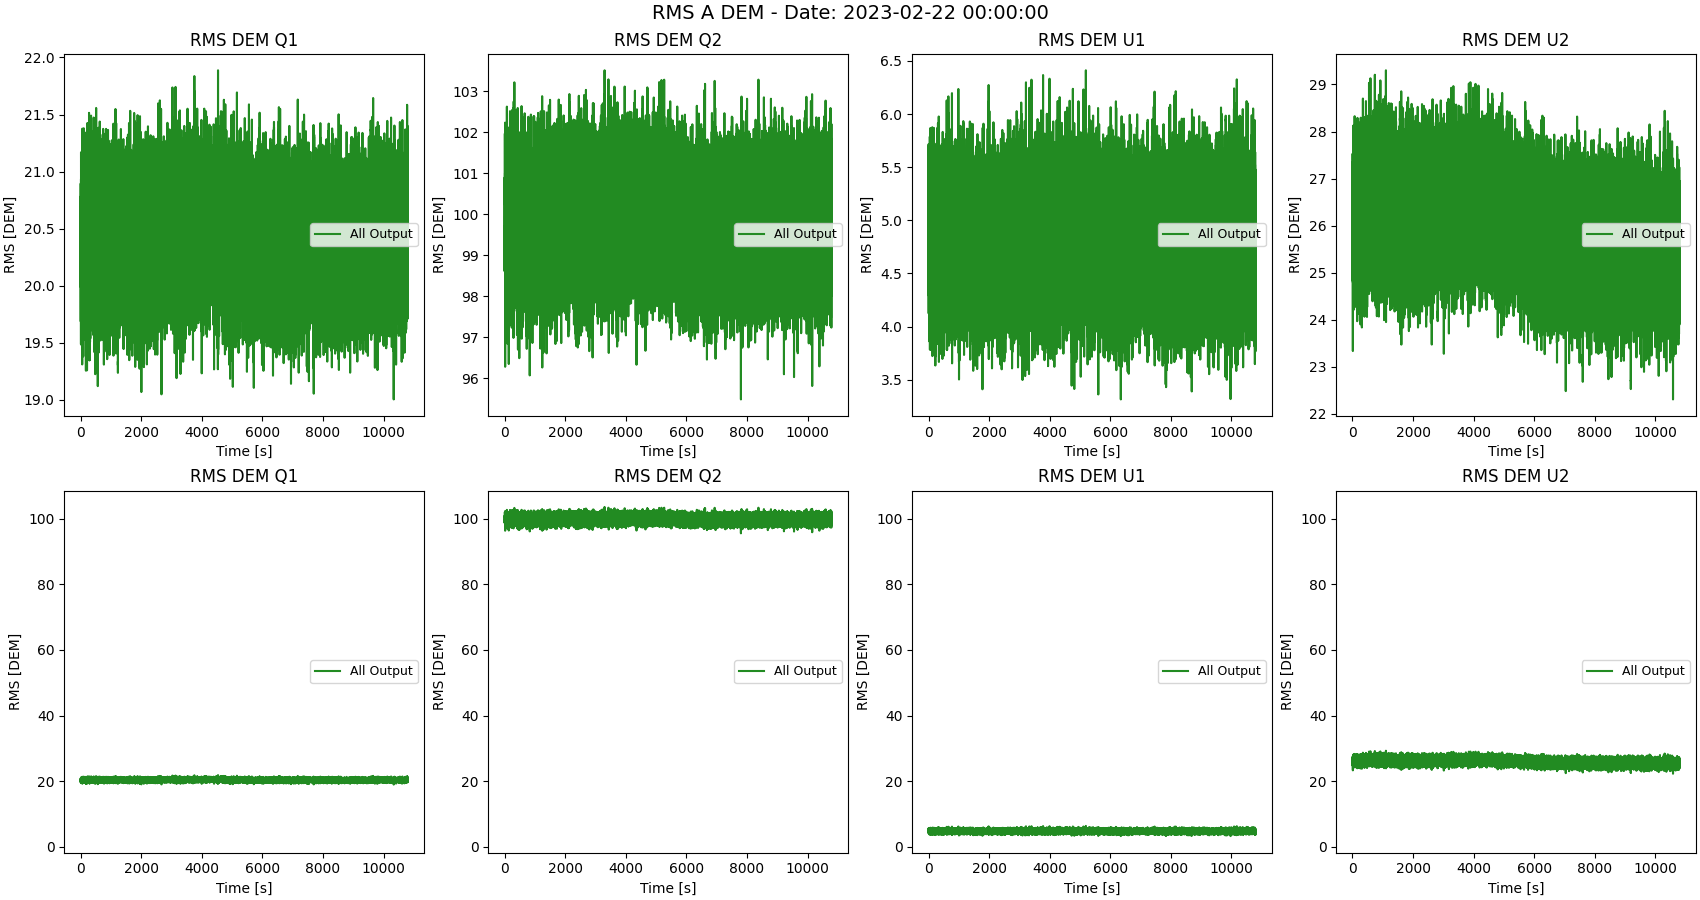 RMS A DEM - Date: 2023-02-22 00:00:00
RMS DEM Q1
RMS DEM Q2
RMS DEM U1
RMS DEM U2
RMS [DEM]
22.0
21.5
21.0
20.5
20.0
19.5
19.0
All Output
0 2000 4000 6000 8000 10000
Time [s]
RMS [DEM]
103
102
101
100
99
98
97
96
All Output
0 2000 4000 6000 8000 10000
Time [s]
RMS [DEM]
6.5
6.0
5.5
5.0
4.5
4.0
3.5
All Output
0 2000 4000 6000 8000 10000
Time [s]
RMS [DEM]
29
28
27
26
25
24
23
22
All Output
0 2000 4000 6000 8000 10000
Time [s]
RMS DEM Q1
RMS DEM Q2
RMS DEM U1
RMS DEM U2
RMS [DEM]
100
80
60
40
20
0
All Output
0 2000 4000 6000 8000 10000
Time [s]
RMS [DEM]
100
80
60
40
20
0
All Output
0 2000 4000 6000 8000 10000
Time [s]
RMS [DEM]
100
80
60
40
20
0
All Output
0 2000 4000 6000 8000 10000
Time [s]
RMS [DEM]
100
80
60
40
20
0
All Output
0 2000 4000 6000 8000 10000
Time [s]